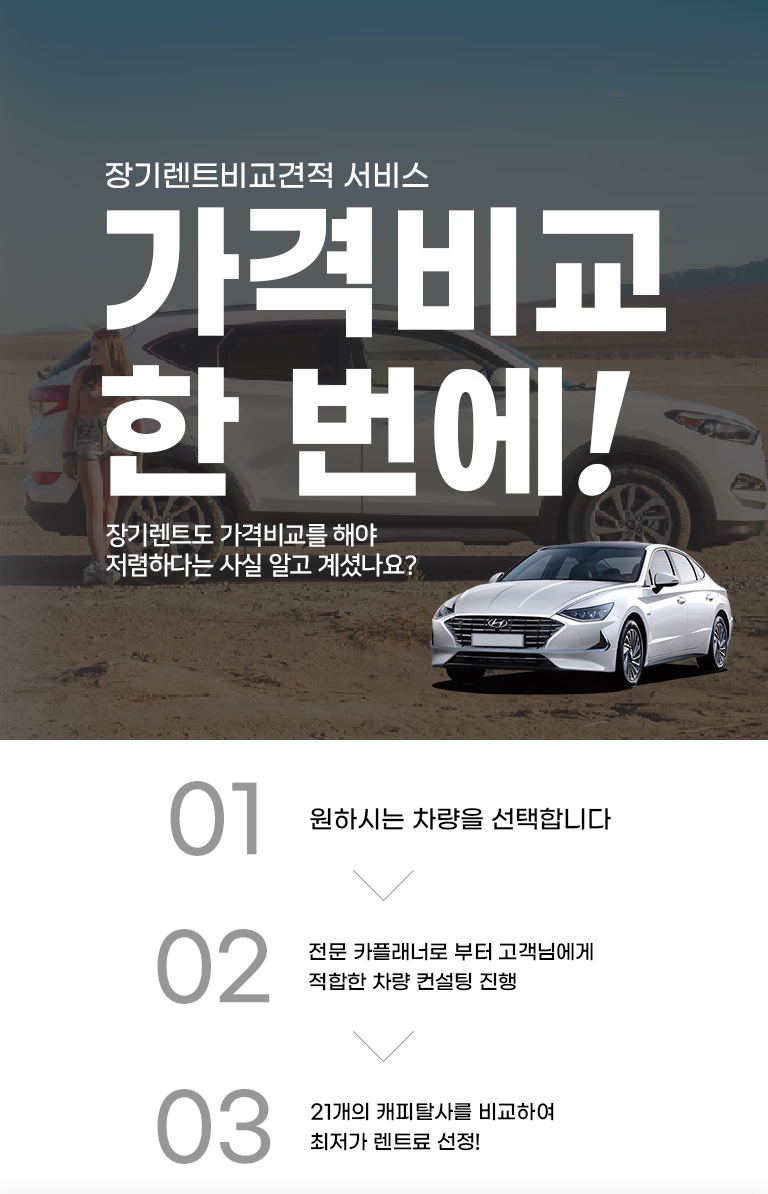 장기렌트비교견적 서비스
가격비교
한 번에!
장기렌트도 가격비교를 해야
저렴하다는 사실 알고 계셨나요?
01
원하시는 차량을 선택합니다
02
전문 카플래너로 부터 고객님에게
적합한 차량 컨설팅 진행
03
21개의 캐피탈사를 비교하여
최저가 렌트료 선정!